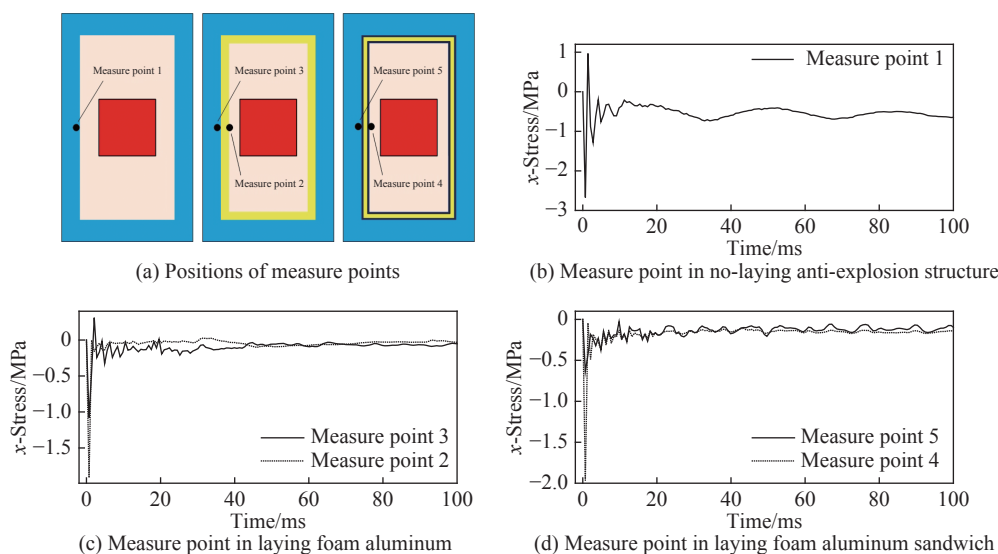 Measure point 1
Measure point 3
Measure point 2
Measure point 5
Measure point 4
(a) Positions of measure points
1
0
−1
−2
−3
x-Stress/MPa
Measure point 1
0
20
40
60
80
100
Time/ms
(b) Measure point in no-laying anti-explosion structure
0
−0.5
−1.0
−1.5
x-Stress/MPa
Measure point 3
Measure point 2
0
20
40
60
80
100
Time/ms
(c) Measure point in laying foam aluminum
0
−0.5
−1.0
−1.5
−2.0
x-Stress/MPa
Measure point 5
Measure point 4
0
20
40
60
80
100
Time/ms
(d) Measure point in laying foam aluminum sandwich